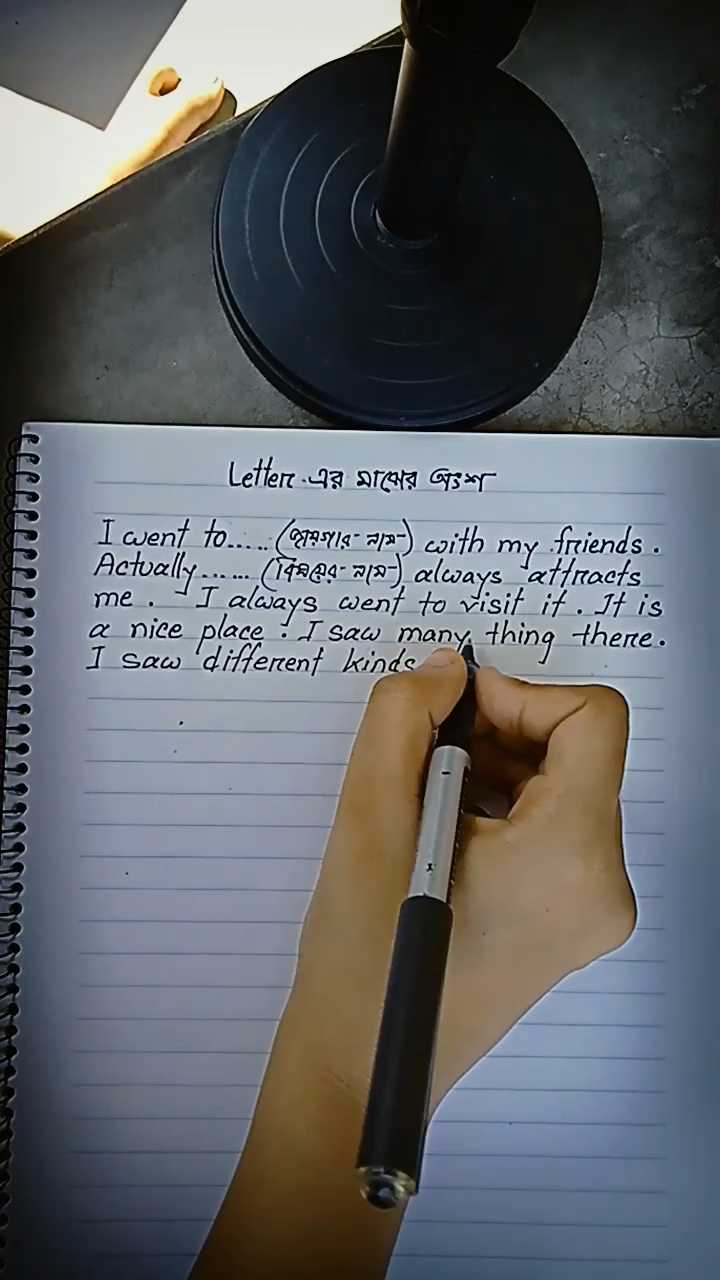 Letter এর মাঝের অংশ
I went to..... (জায়গার নাম) with my friends.
Actually...... (বিষয়ের নাম) always attracts
me. I always went to visit it. It is
a nice place. I saw many thing there.
I saw different kinds